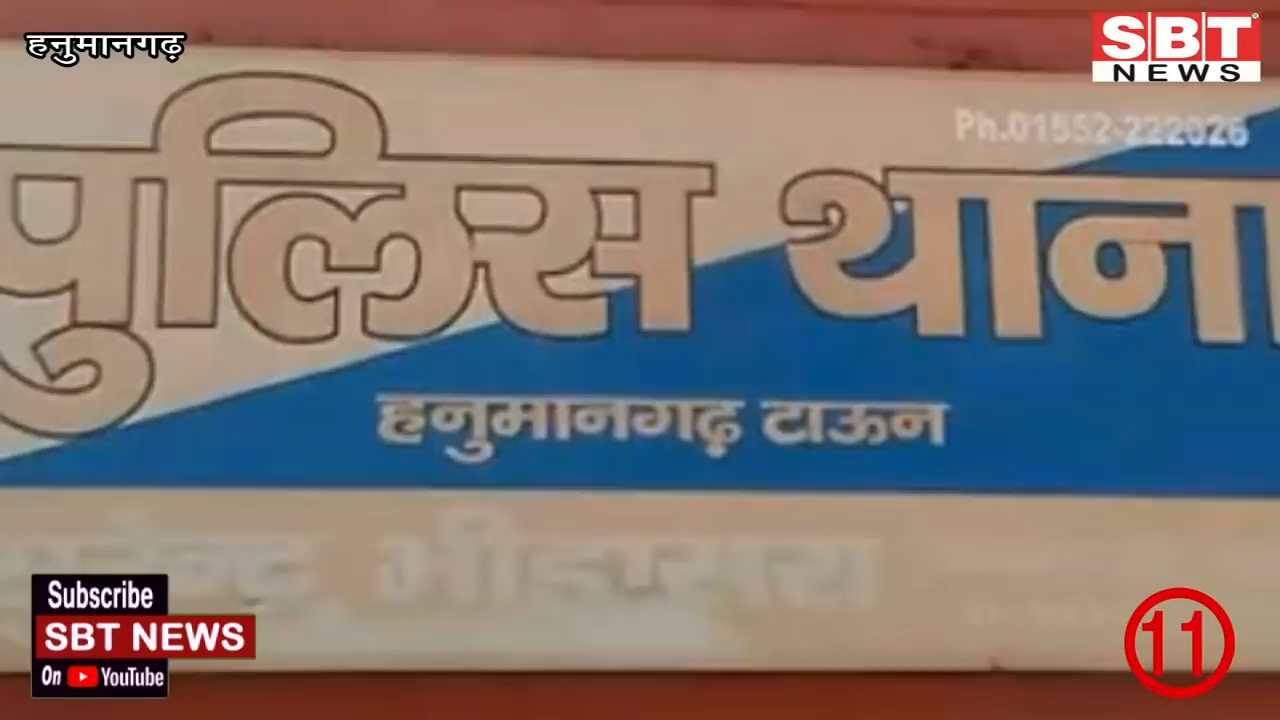 हनुमानगढ़
SBT
NEWS
Ph.01552-222026
पुलिस थाना
हनुमानगढ़ टाऊन
Subscribe
SBT NEWS
On YouTube
11